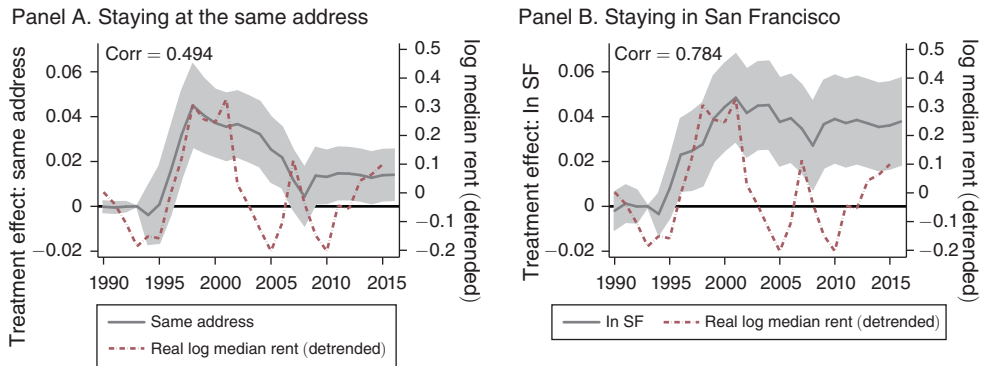 Panel A. Staying at the same address
Treatment effect: same address
Corr = 0.494
0.06
0.04
0.02
0
−0.02
0.5
0.4
0.3
0.2
0.1
0
−0.1
−0.2
log median rent (detrended)
1990 1995 2000 2005 2010 2015
Same address
Real log median rent (detrended)
Panel B. Staying in San Francisco
Treatment effect: In SF
Corr = 0.784
0.06
0.04
0.02
0
−0.02
0.5
0.4
0.3
0.2
0.1
0
−0.1
−0.2
log median rent (detrended)
1990 1995 2000 2005 2010 2015
In SF Real log median rent (detrended)